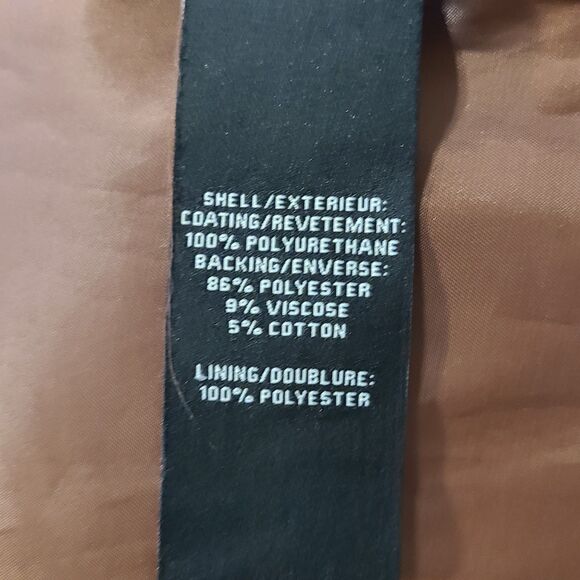 SHELL/EXTERIEUR:
COATING/REVETEMENT:
100% POLYURETHANE
BACKING/ENVERSE:
86% POLYESTER
9% VISCOSE
5% COTTON
LINING/DOUBLURE:
100% POLYESTER